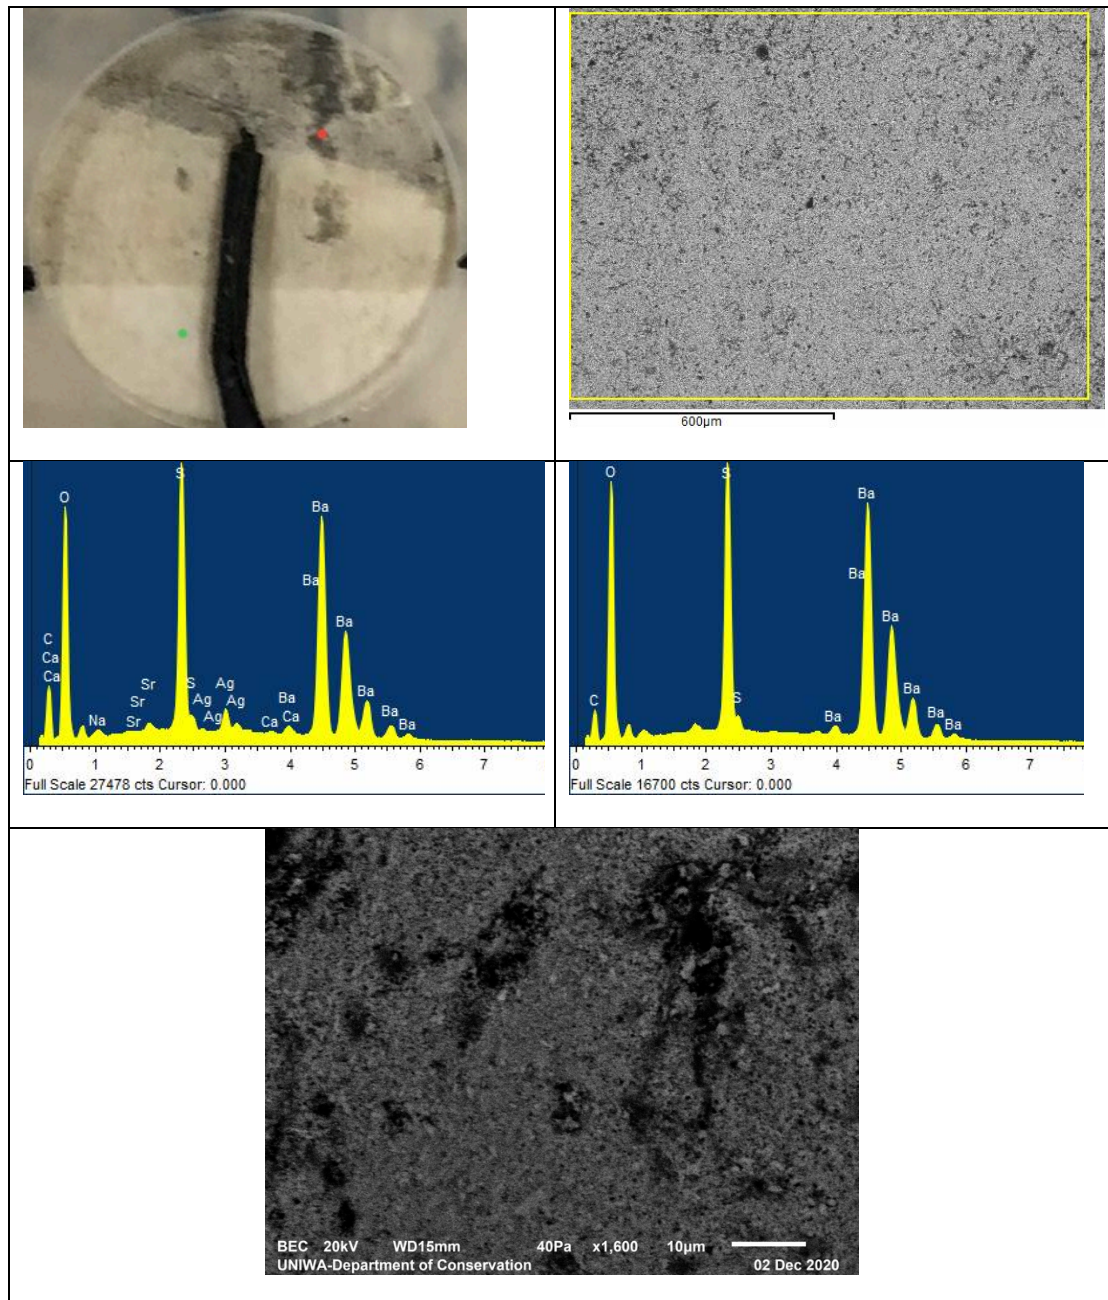 600µm
S
O
Ba
Ba
Ba
C
Ca
Ca
Sr
Sr
Sr
Na
S
Ag
Ag
Ag
Ag
Ba
Ca
Ca
Ba
Ba
Ba
0 1 2 3 4 5 6 7
Full Scale 27478 cts Cursor: 0.000
O
S
Ba
Ba
Ba
C
S
Ba
Ba
Ba
Ba
0 1 2 3 4 5 6 7
Full Scale 16700 cts Cursor: 0.000
BEC 20kV WD15mm 40Pa x1,600 10µm
UNIWA-Department of Conservation 02 Dec 2020